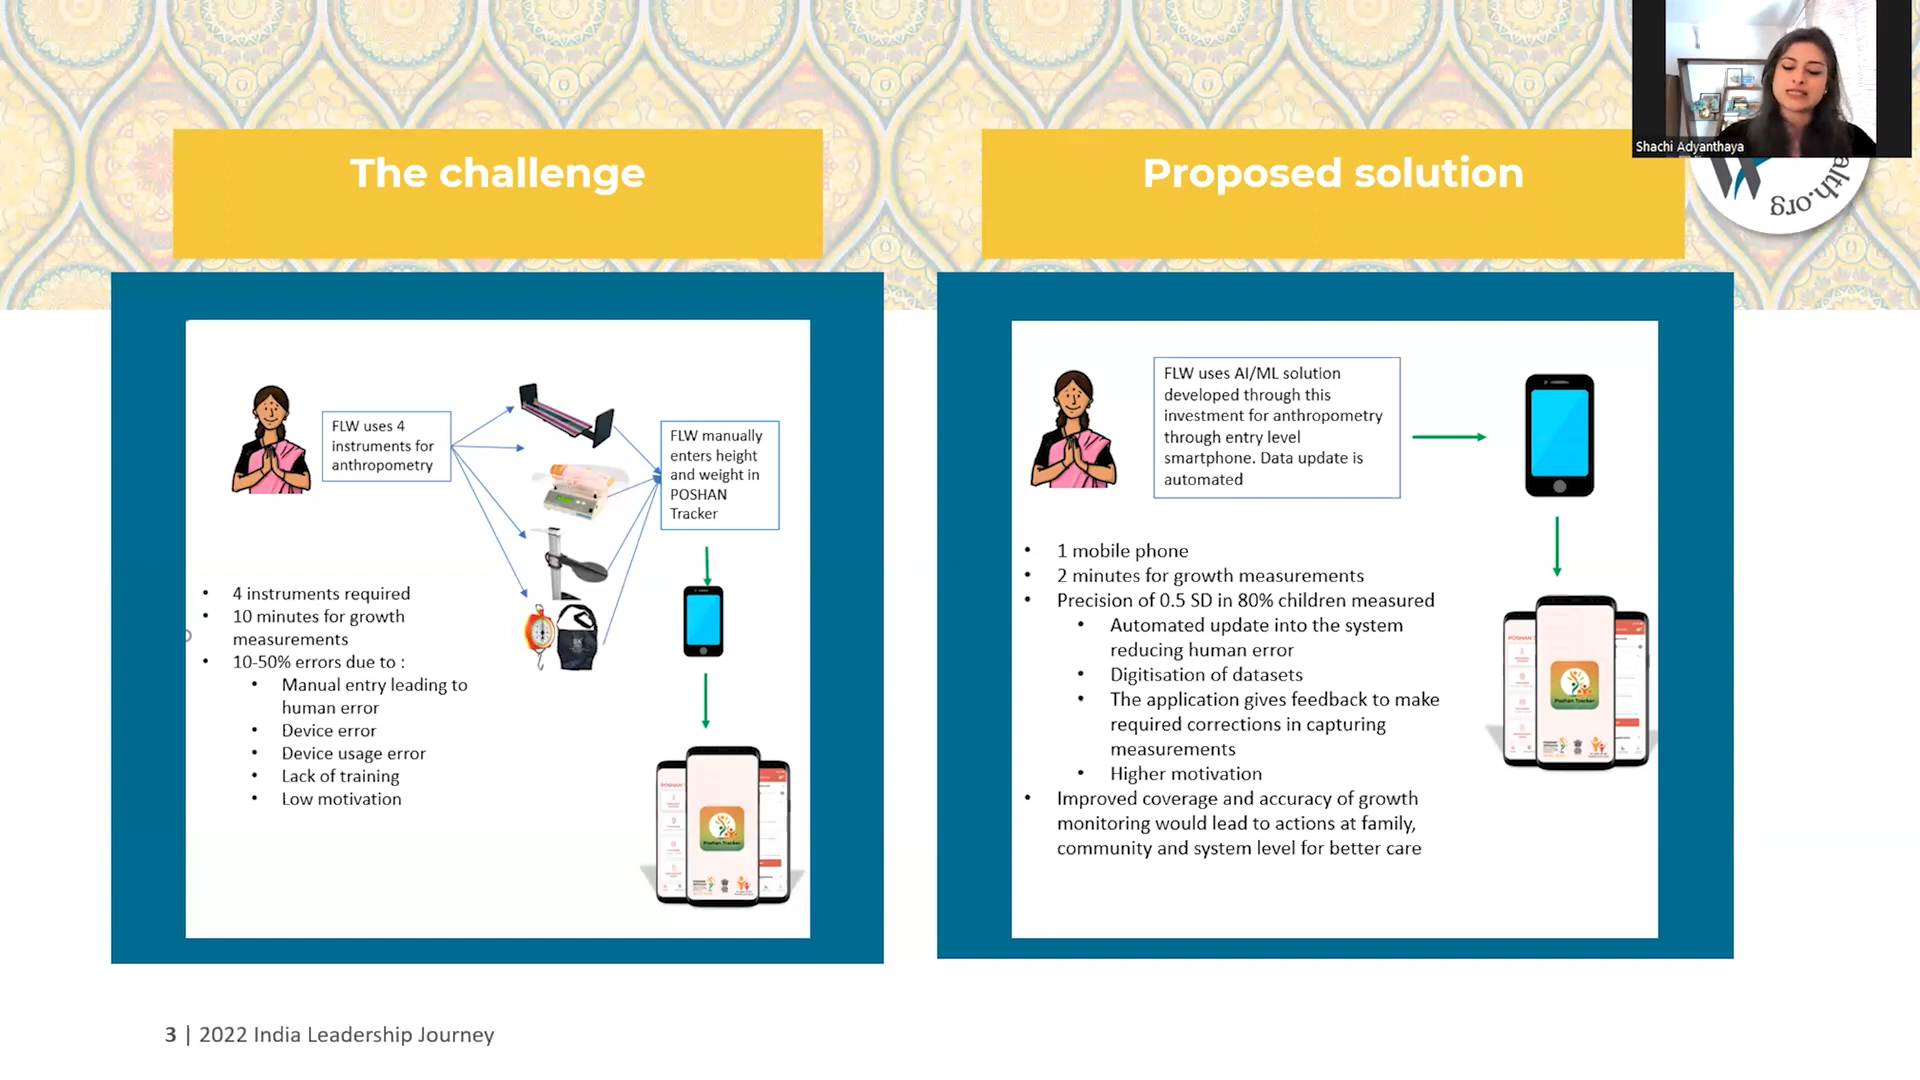 The challenge
Proposed solution
Shachi Adyanthaya
alth.org
FLW uses 4
instruments for
anthropometry
FLW manually
enters height
and weight in
POSHAN
Tracker
• 4 instruments required
• 10 minutes for growth
measurements
• 10-50% errors due to :
• Manual entry leading to
human error
• Device error
• Device usage error
• Lack of training
• Low motivation
Poshan Tracker
FLW uses AI/ML solution
developed through this
investment for anthropometry
through entry level
smartphone. Data update is
automated
• 1 mobile phone
• 2 minutes for growth measurements
• Precision of 0.5 SD in 80% children measured
• Automated update into the system
reducing human error
• Digitisation of datasets
• The application gives feedback to make
required corrections in capturing
measurements
• Higher motivation
• Improved coverage and accuracy of growth
monitoring would lead to actions at family,
community and system level for better care
Poshan Tracker
3 | 2022 India Leadership Journey